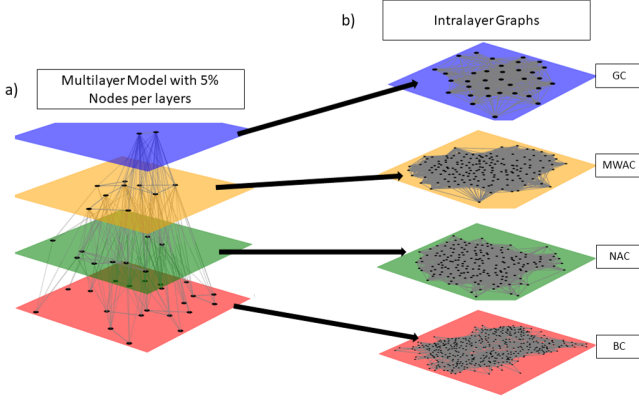 b)
Intralayer Graphs
a)
Multilayer Model with 5%
Nodes per layers
GC
MWAC
NAC
BC